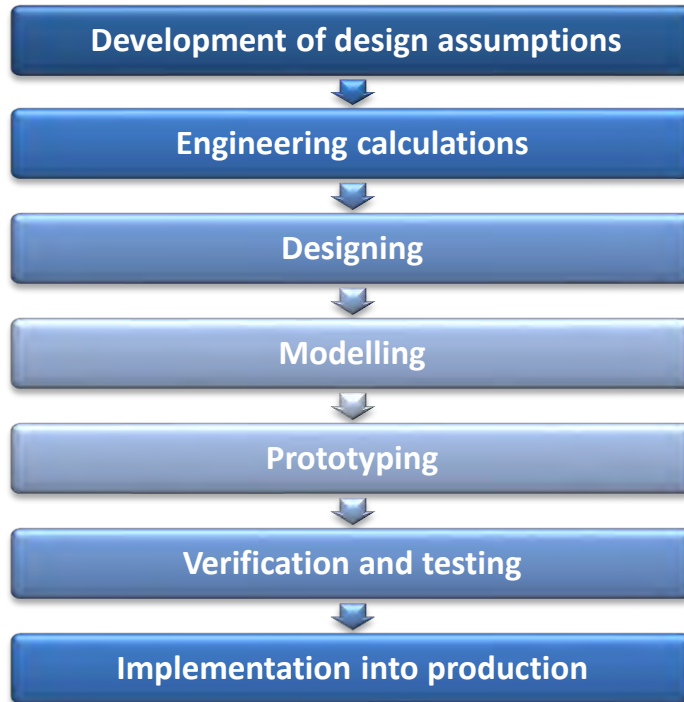 Development of design assumptions
Engineering calculations
Designing
Modelling
Prototyping
Verification and testing
Implementation into production